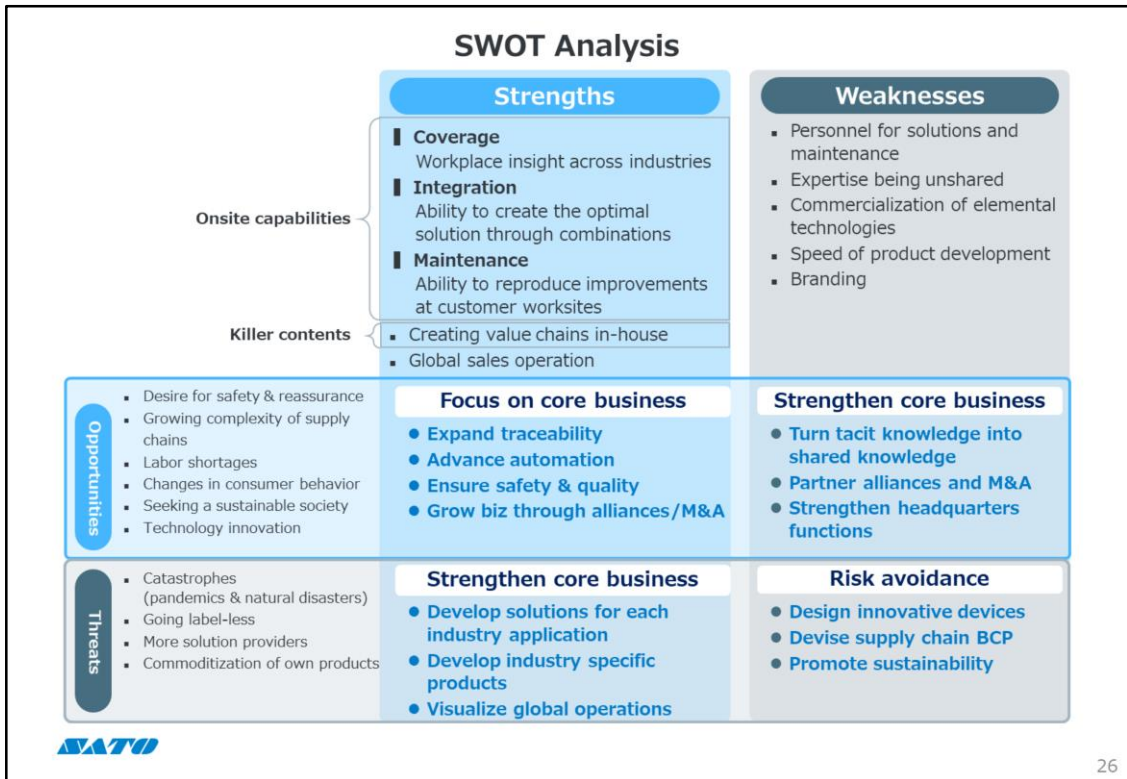 SWOT Analysis
Strengths
Weaknesses
Onsite capabilities
▌ Coverage
Workplace insight across industries
▌ Integration
Ability to create the optimal
solution through combinations
▌ Maintenance
Ability to reproduce improvements
at customer worksites
Killer contents
▪ Creating value chains in-house
▪ Global sales operation
▪ Personnel for solutions and
maintenance
▪ Expertise being unshared
▪ Commercialization of elemental
technologies
▪ Speed of product development
▪ Branding
Opportunities
▪ Desire for safety & reassurance
▪ Growing complexity of supply
chains
▪ Labor shortages
▪ Changes in consumer behavior
▪ Seeking a sustainable society
▪ Technology innovation
Focus on core business
● Expand traceability
● Advance automation
● Ensure safety & quality
● Grow biz through alliances/M&A
Strengthen core business
● Turn tacit knowledge into
shared knowledge
● Partner alliances and M&A
● Strengthen headquarters
functions
Threats
▪ Catastrophes
(pandemics & natural disasters)
▪ Going label-less
▪ More solution providers
▪ Commoditization of own products
Strengthen core business
● Develop solutions for each
industry application
● Develop industry specific
products
● Visualize global operations
Risk avoidance
● Design innovative devices
● Devise supply chain BCP
● Promote sustainability
SATO
26